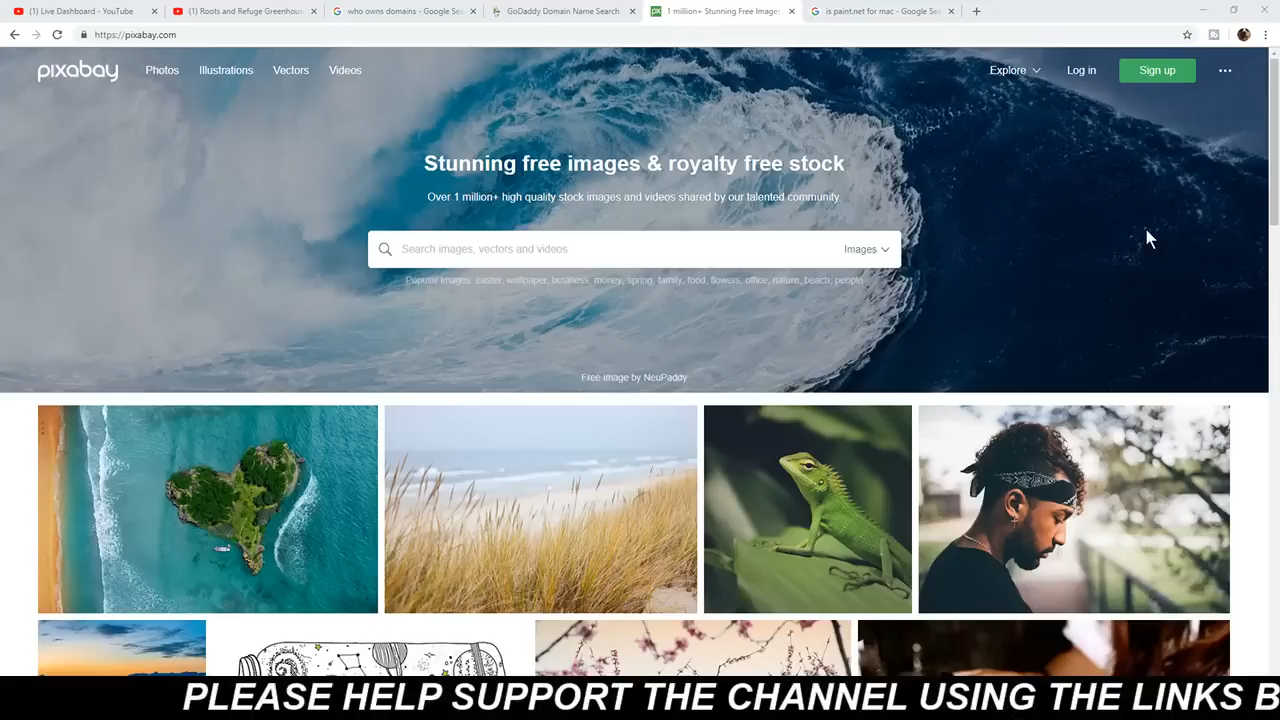 (1) Live Dashboard - YouTube
(1) Roots and Refuge Greenhous
who owns domains - Google Sea
GoDaddy Domain Name Search
1 million+ Stunning Free Images
is paint.net for mac - Google Sea
https://pixabay.com
pixabay Photos Illustrations Vectors Videos Explore Log in Sign up
Stunning free images & royalty free stock
Over 1 million+ high quality stock images and videos shared by our talented community.
Search images, vectors and videos Images
Popular images: easter, wallpaper, business, money, spring, family, food, flowers, office, nature, beach, people
Free image by NeuPaddy
PLEASE HELP SUPPORT THE CHANNEL USING THE LINKS B